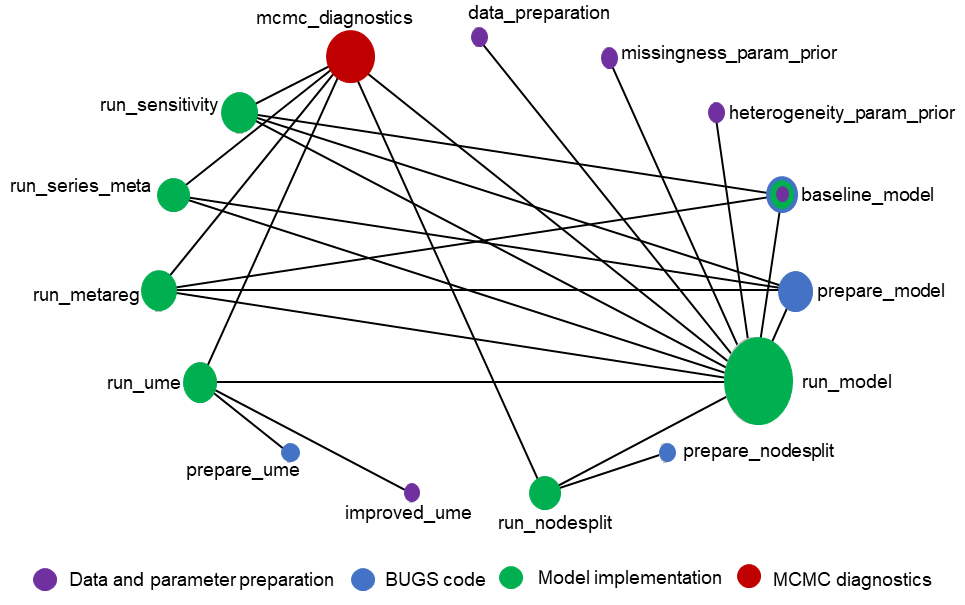 mcmc_diagnostics
data_preparation
missingness_param_prior
run_sensitivity
heterogeneity_param_prior
run_series_meta
baseline_model
run_metareg
prepare_model
run_ume
run_model
prepare_ume
prepare_nodesplit
improved_ume
run_nodesplit
Data and parameter preparation
BUGS code
Model implementation
MCMC diagnostics